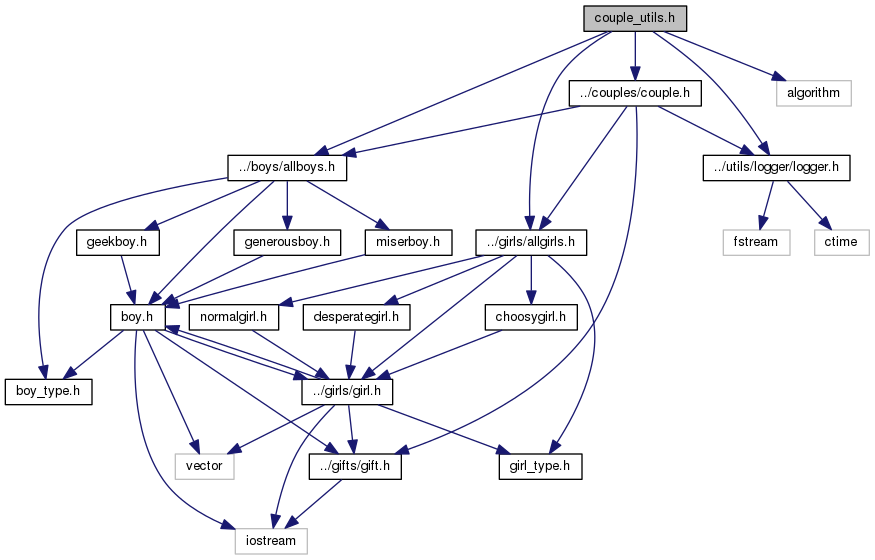 couple_utils.h
../couples/couple.h
algorithm
../boys/allboys.h
../utils/logger/logger.h
geekboy.h
generousboy.h
miserboy.h
../girls/allgirls.h
fstream
ctime
boy.h
normalgirl.h
desperategirl.h
choosygirl.h
boy_type.h
../girls/girl.h
vector
../gifts/gift.h
girl_type.h
iostream